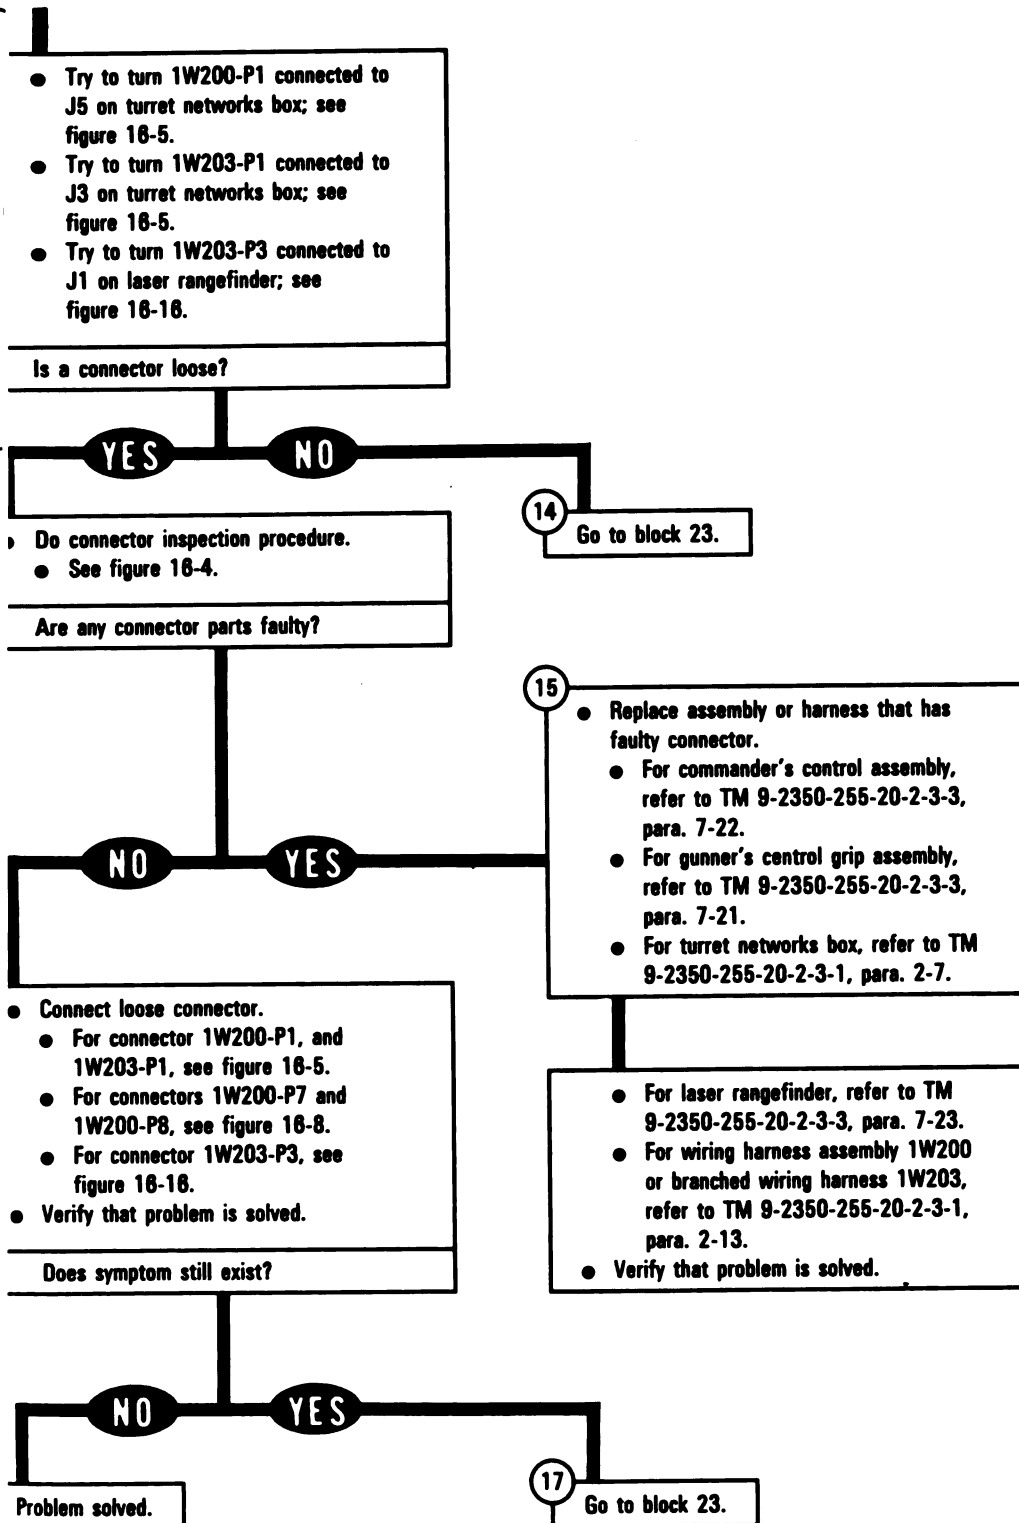 ● Try to turn 1W200-P1 connected to
J5 on turret networks box; see
figure 16-5.
● Try to turn 1W203-P1 connected to
J3 on turret networks box; see
figure 16-5.
● Try to turn 1W203-P3 connected to
J1 on laser rangefinder; see
figure 16-16.
Is a connector loose?
YES
NO
14
Go to block 23.
● Do connector inspection procedure.
● See figure 16-4.
Are any connector parts faulty?
NO
YES
15
● Replace assembly or harness that has
faulty connector.
● For commander's control assembly,
refer to TM 9-2350-255-20-2-3-3,
para. 7-22.
● For gunner's centrol grip assembly,
refer to TM 9-2350-255-20-2-3-3,
para. 7-21.
● For turret networks box, refer to TM
9-2350-255-20-2-3-1, para. 2-7.
● For laser rangefinder, refer to TM
9-2350-255-20-2-3-3, para. 7-23.
● For wiring harness assembly 1W200
or branched wiring harness 1W203,
refer to TM 9-2350-255-20-2-3-1,
para. 2-13.
● Verify that problem is solved.
● Connect loose connector.
● For connector 1W200-P1, and
1W203-P1, see figure 16-5.
● For connectors 1W200-P7 and
1W200-P8, see figure 16-8.
● For connector 1W203-P3, see
figure 16-16.
● Verify that problem is solved.
Does symptom still exist?
NO
YES
Problem solved.
17
Go to block 23.